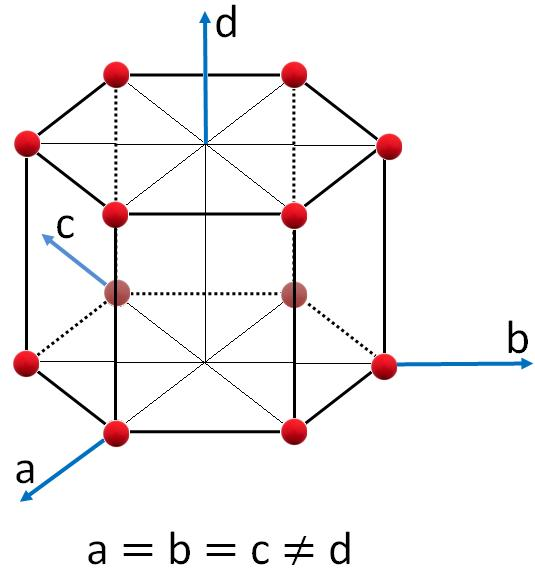 d
c
b
a
a = b = c ≠ d